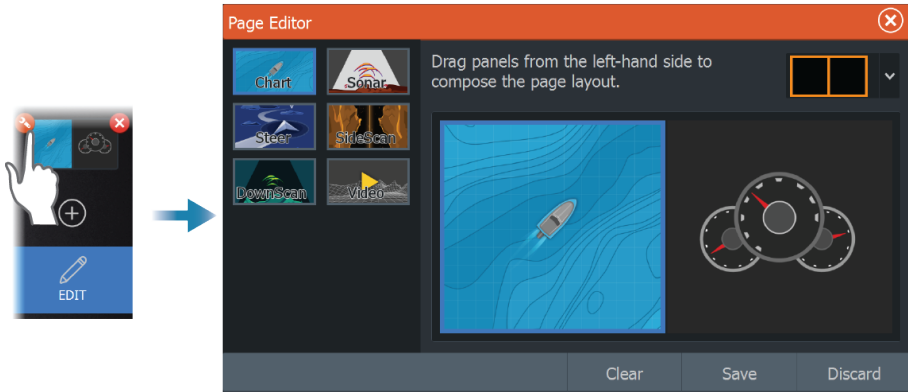 EDIT
Page Editor
Chart
Sonar
Steer
SideScan
DownScan
Video
Drag panels from the left-hand side to
compose the page layout.
Clear
Save
Discard